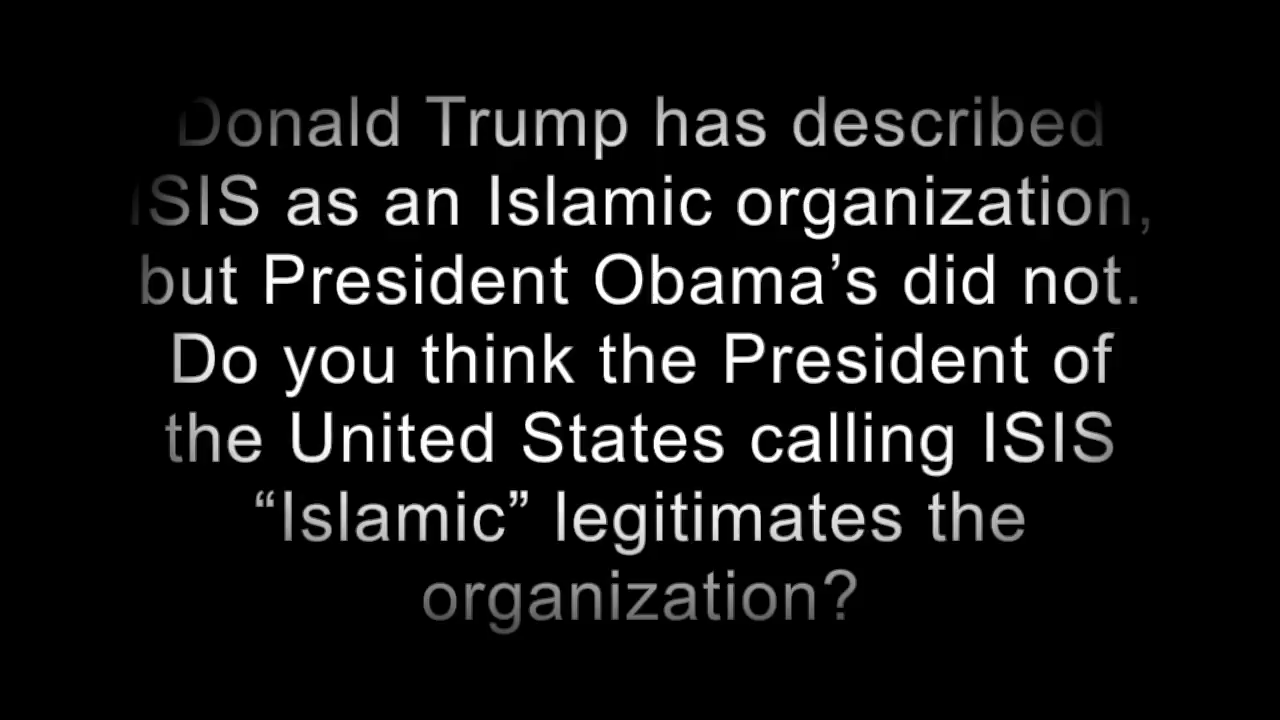 Donald Trump has described
ISIS as an Islamic organization,
but President Obama’s did not.
Do you think the President of
the United States calling ISIS
“Islamic” legitimates the
organization?